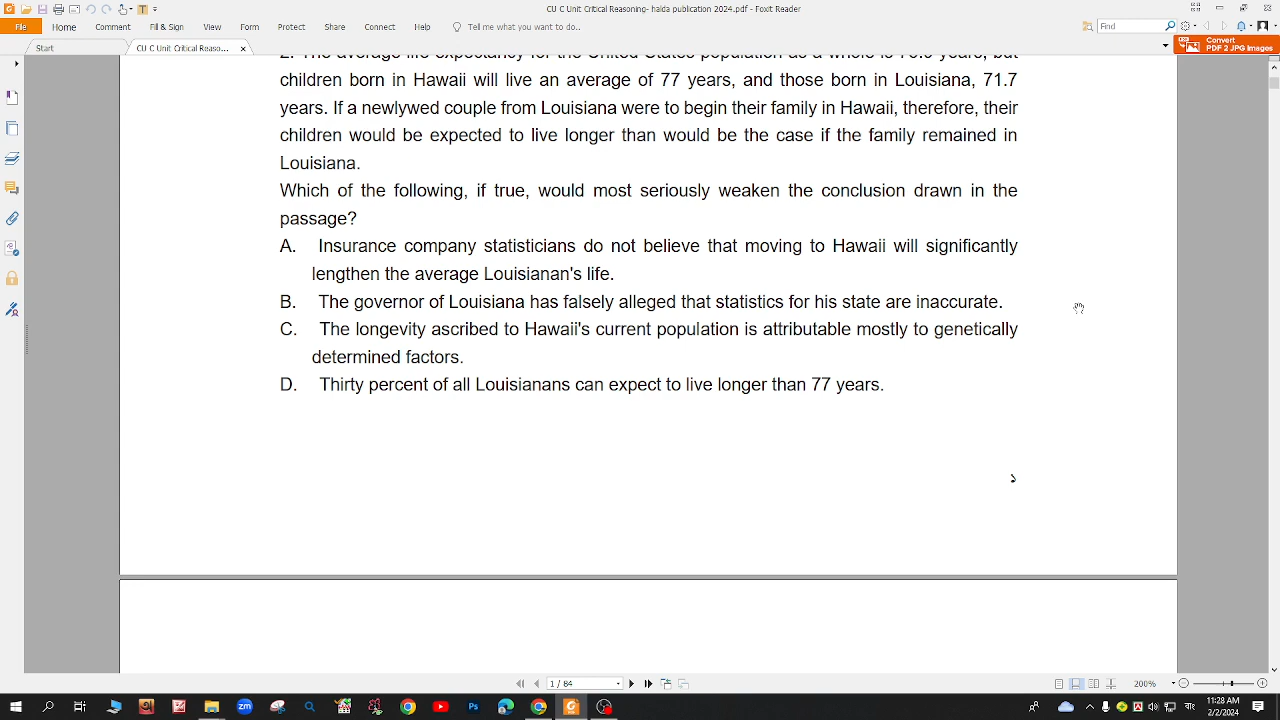 CU C Unit Critical Reasoning- halda publication 2024.pdf - Foxit Reader
File Home Comment Fill & Sign View Form Protect Share Connect Help Tell me what you want to do.. Find
Start CU C Unit Critical Reaso... Convert
PDF 2 JPG Images
children born in Hawaii will live an average of 77 years, and those born in Louisiana, 71.7
years. If a newlywed couple from Louisiana were to begin their family in Hawaii, therefore, their
children would be expected to live longer than would be the case if the family remained in
Louisiana.
Which of the following, if true, would most seriously weaken the conclusion drawn in the
passage?
A. Insurance company statisticians do not believe that moving to Hawaii will significantly
lengthen the average Louisianan's life.
B. The governor of Louisiana has falsely alleged that statistics for his state are inaccurate.
C. The longevity ascribed to Hawaii's current population is attributable mostly to genetically
determined factors.
D. Thirty percent of all Louisianans can expect to live longer than 77 years.
1 / 84 200%
11:28 AM
2/2/2024